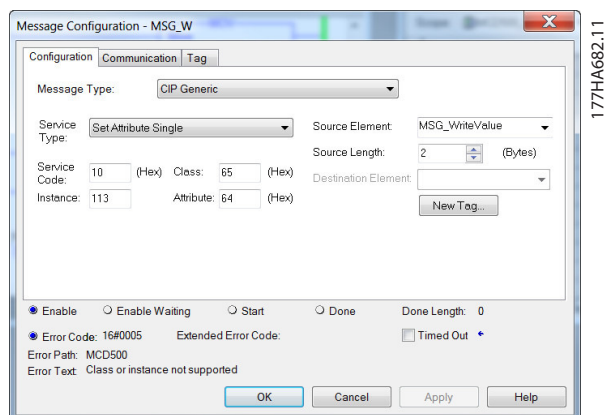 Message Configuration - MSG_W
Configuration Communication Tag
Message Type: CIP Generic
Service Type: Set Attribute Single
Source Element: MSG_WriteValue
Source Length: 2 (Bytes)
Service Code: 10 (Hex) Class: 65 (Hex)
Destination Element:
Instance: 113 Attribute: 64 (Hex)
New Tag...
Enable Enable Waiting Start Done Done Length: 0
Error Code: 16#0005 Extended Error Code: Timed Out
Error Path: MCD500
Error Text: Class or instance not supported
OK Cancel Apply Help
177HA682.11